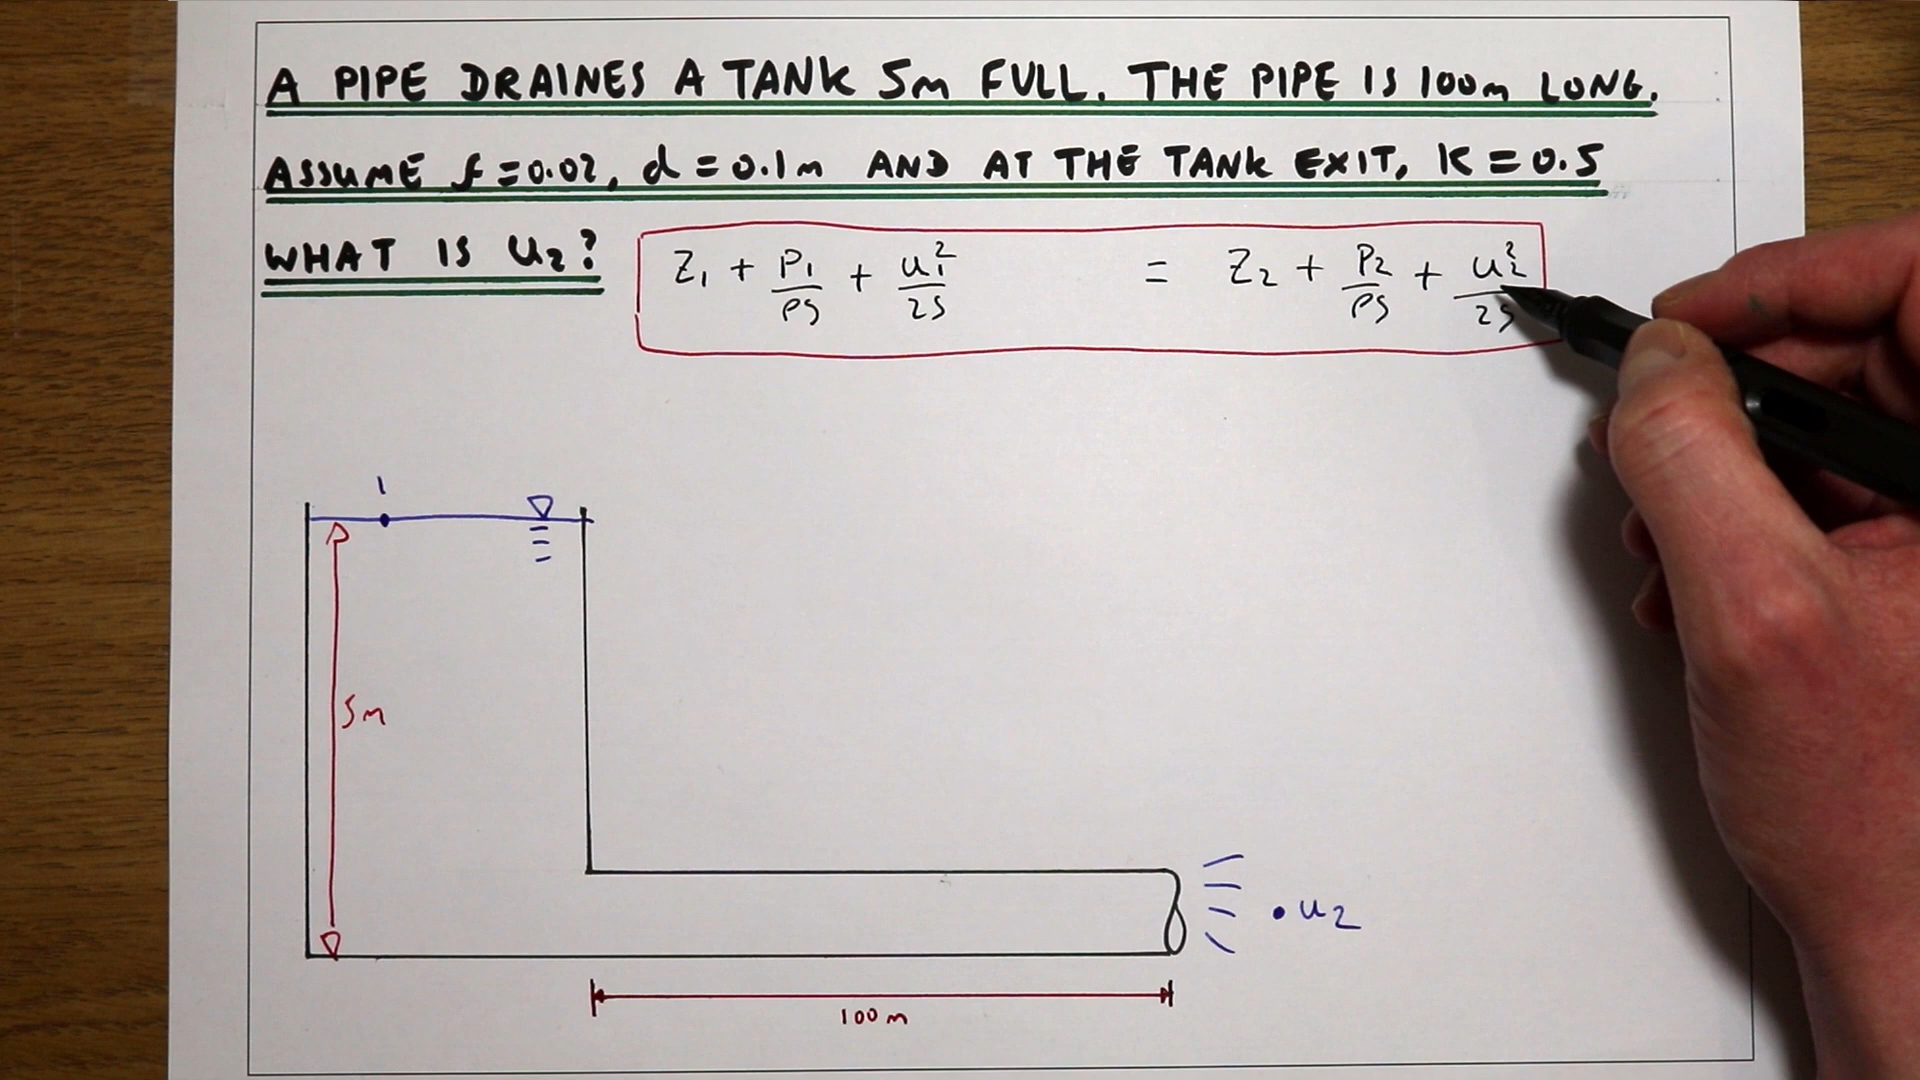 A PIPE DRAINES A TANK 5m FULL. THE PIPE IS 100m LONG.
ASSUME f=0.02, d=0.1m AND AT THE TANK EXIT, K=0.5
WHAT IS u₂?
Z₁ + P₁/ρg + u₁²/2g = Z₂ + P₂/ρg + u₂²/2g
1
5m
u₂
100m